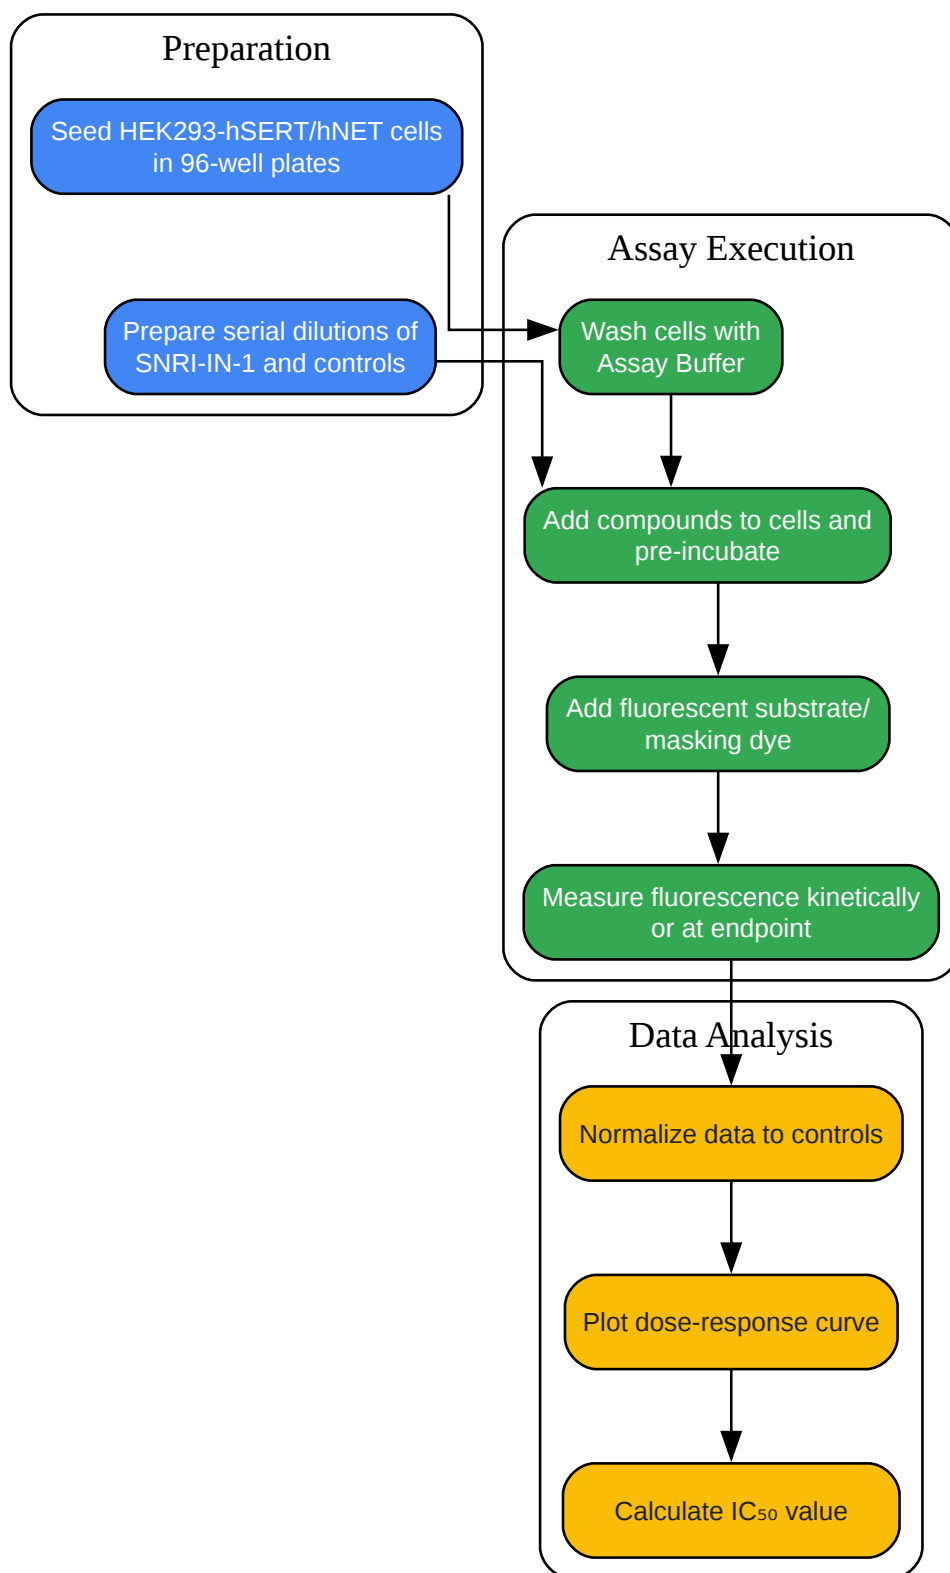 Preparation
Seed HEK293-hSERT/hNET cells
in 96-well plates
Prepare serial dilutions of
SNRI-IN-1 and controls
Assay Execution
Wash cells with
Assay Buffer
Add compounds to cells and
pre-incubate
Add fluorescent substrate/
masking dye
Measure fluorescence kinetically
or at endpoint
Data Analysis
Normalize data to controls
Plot dose-response curve
Calculate IC₅₀ value